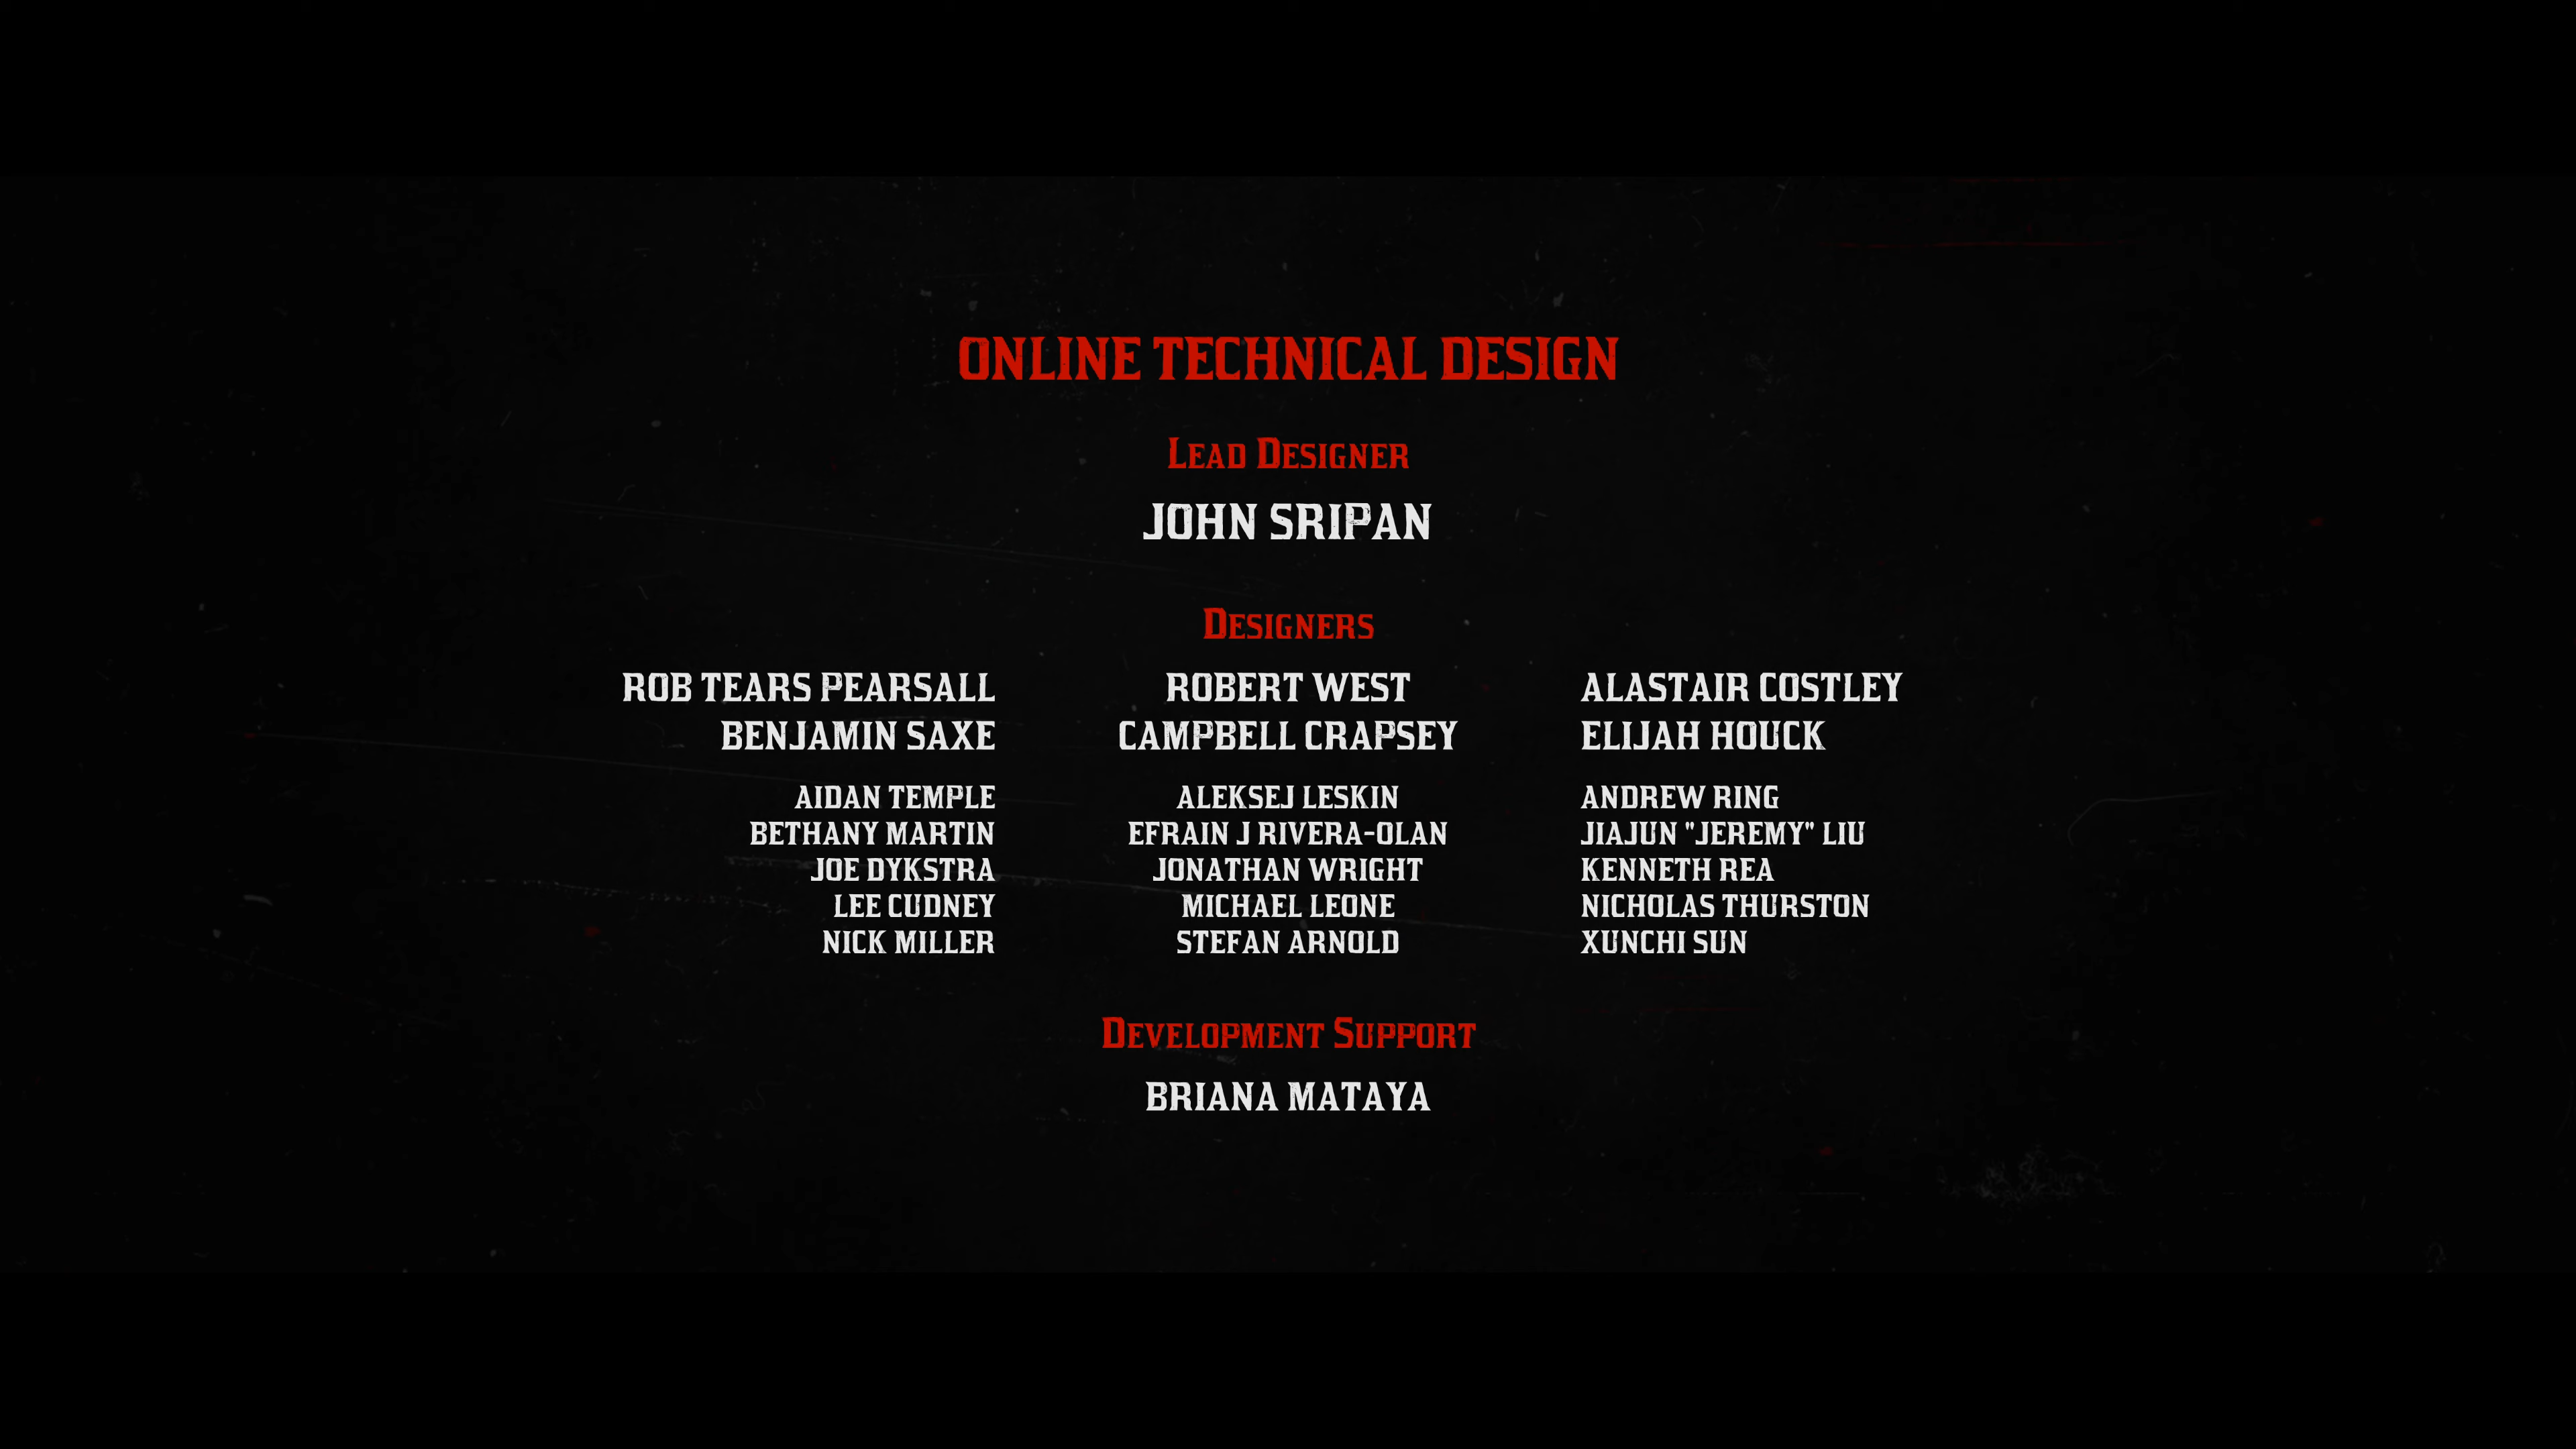 ONLINE TECHNICAL DESIGN
LEAD DESIGNER
JOHN SRIPAN
DESIGNERS
ROB TEARS PEARSALL ROBERT WEST ALASTAIR COSTLEY
BENJAMIN SAXE CAMPBELL CRAPSEY ELIJAH HOUCK
AIDAN TEMPLE ALEKSEJ LESKIN ANDREW RING
BETHANY MARTIN EFRAIN J RIVERA-OLAN JIAJUN "JEREMY" LIU
JOE DYKSTRA JONATHAN WRIGHT KENNETH REA
LEE CUDNEY MICHAEL LEONE NICHOLAS THURSTON
NICK MILLER STEFAN ARNOLD XUNCHI SUN
DEVELOPMENT SUPPORT
BRIANA MATAYA